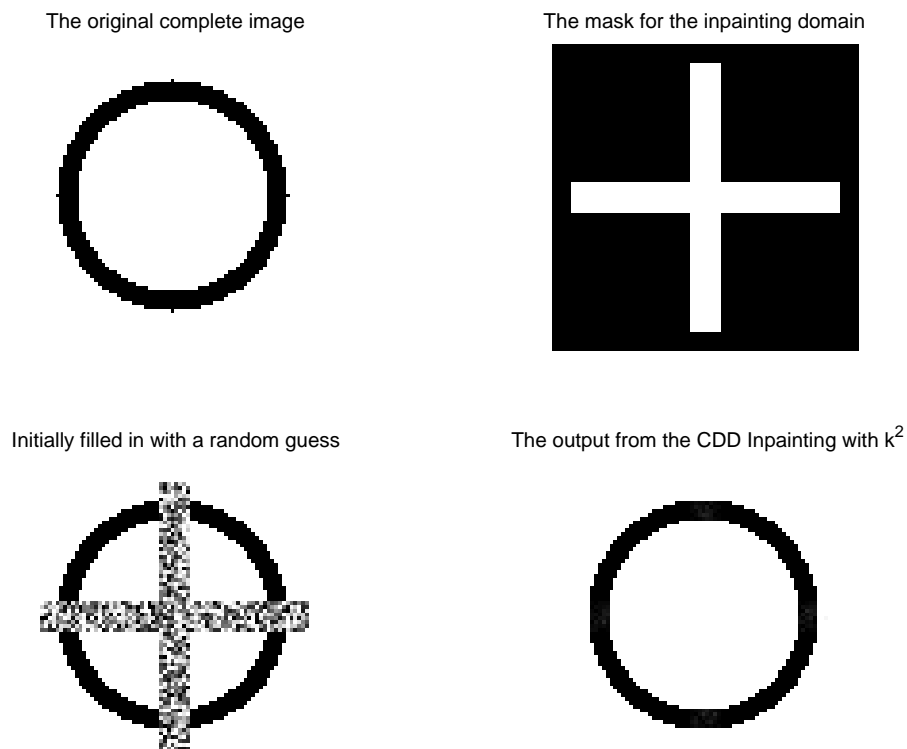 The original complete image
The mask for the inpainting domain
Initially filled in with a random guess
The output from the CDD Inpainting with k²